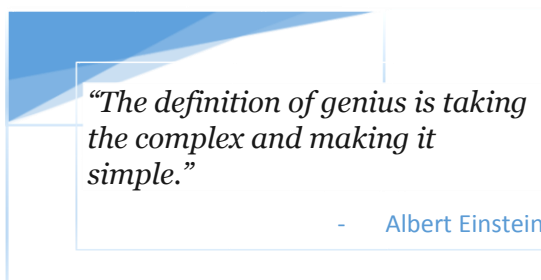 “The definition of genius is taking
the complex and making it
simple.”
- Albert Einstein